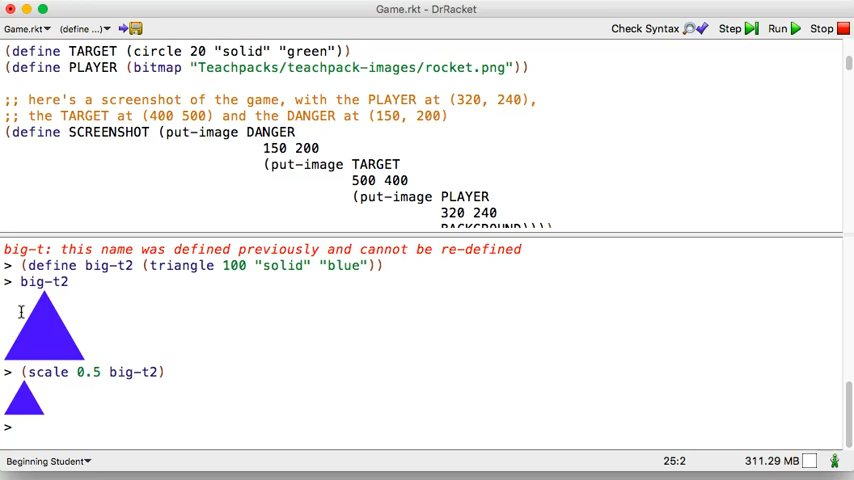 Game.rkt - DrRacket
Game.rkt (define ...) Check Syntax Step Run Stop
(define TARGET (circle 20 "solid" "green"))
(define PLAYER (bitmap "Teachpacks/teachpack-images/rocket.png"))
;; here's a screenshot of the game, with the PLAYER at (320, 240),
;; the TARGET at (400 500) and the DANGER at (150, 200)
(define SCREENSHOT (put-image DANGER
150 200
(put-image TARGET
500 400
(put-image PLAYER
320 240
BACKGROUND))))
big-t: this name was defined previously and cannot be re-defined
> (define big-t2 (triangle 100 "solid" "blue"))
> big-t2
> (scale 0.5 big-t2)
>
Beginning Student 25:2 311.29 MB